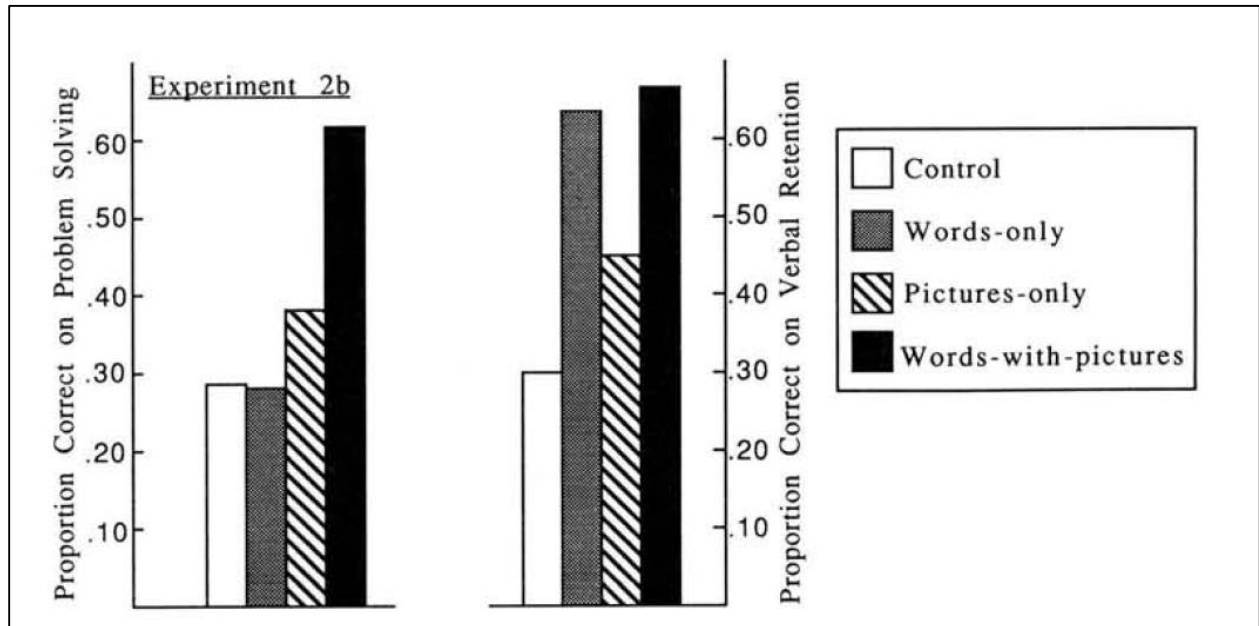 Experiment 2b
Proportion Correct on Problem Solving
.60
.50
.40
.30
.20
.10
.60
.50
.40
.30
.20
.10
Proportion Correct on Verbal Retention
Control
Words-only
Pictures-only
Words-with-pictures